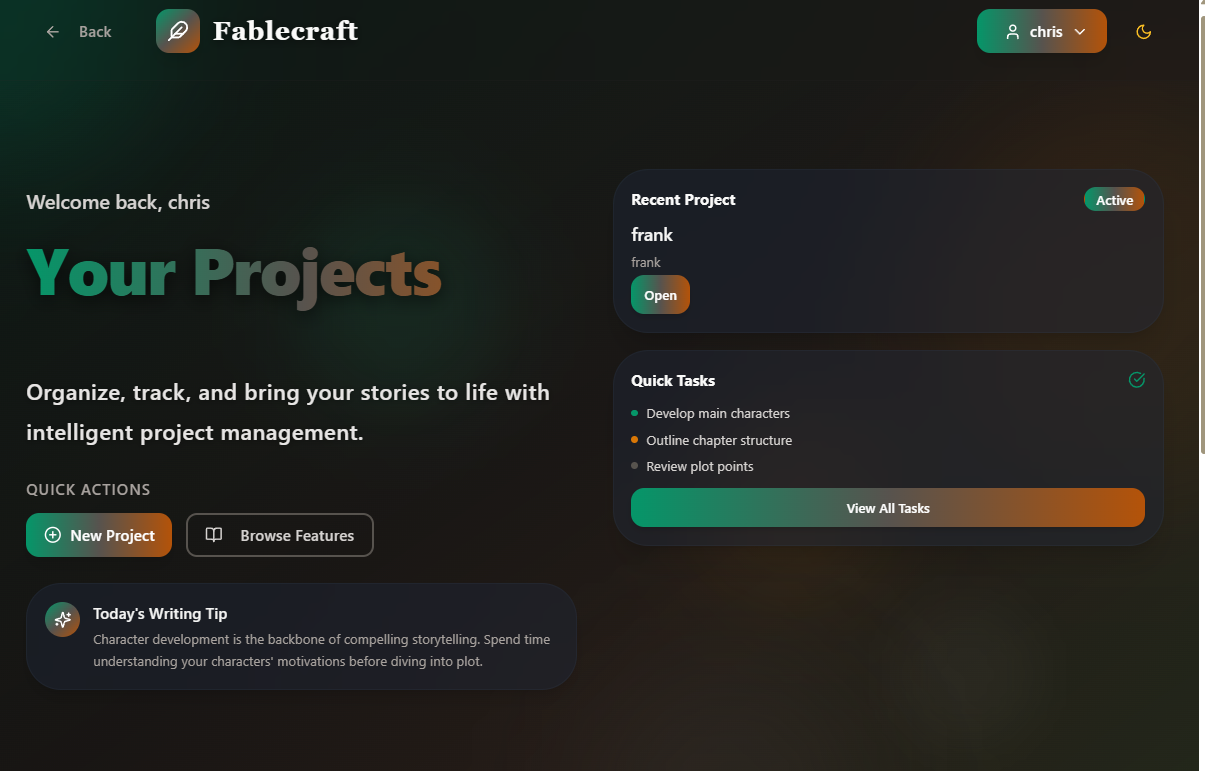 Back
Fablecraft
chris
Welcome back, chris
Your Projects
Organize, track, and bring your stories to life with
intelligent project management.
QUICK ACTIONS
New Project
Browse Features
Today's Writing Tip
Character development is the backbone of compelling storytelling. Spend time
understanding your characters' motivations before diving into plot.
Recent Project
Active
frank
frank
Open
Quick Tasks
Develop main characters
Outline chapter structure
Review plot points
View All Tasks